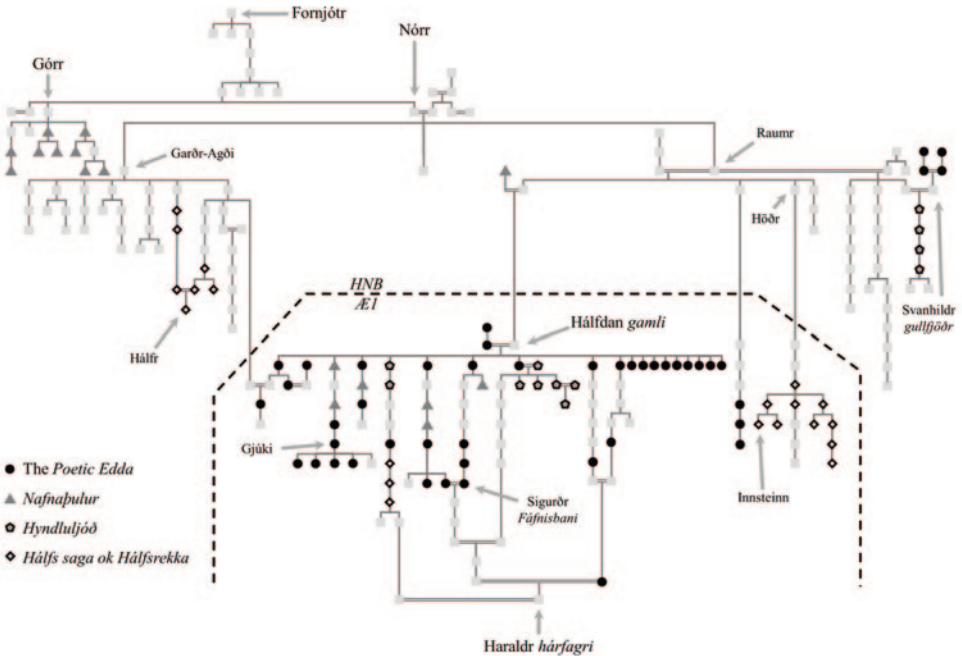 Fornjótr
Nórr
Górr
Raumr
Garðr-Agði
Höðr
HNB
Æ1
Svanhildr
gullfjöðr
Hálfdan gamli
Hálfr
Gjúki
The Poetic Edda
Nafnaþulur
Hyndluljóð
Hálfs saga ok Hálfsrekka
Sigurðr
Fáfnisbani
Innsteinn
Haraldr hárfagri